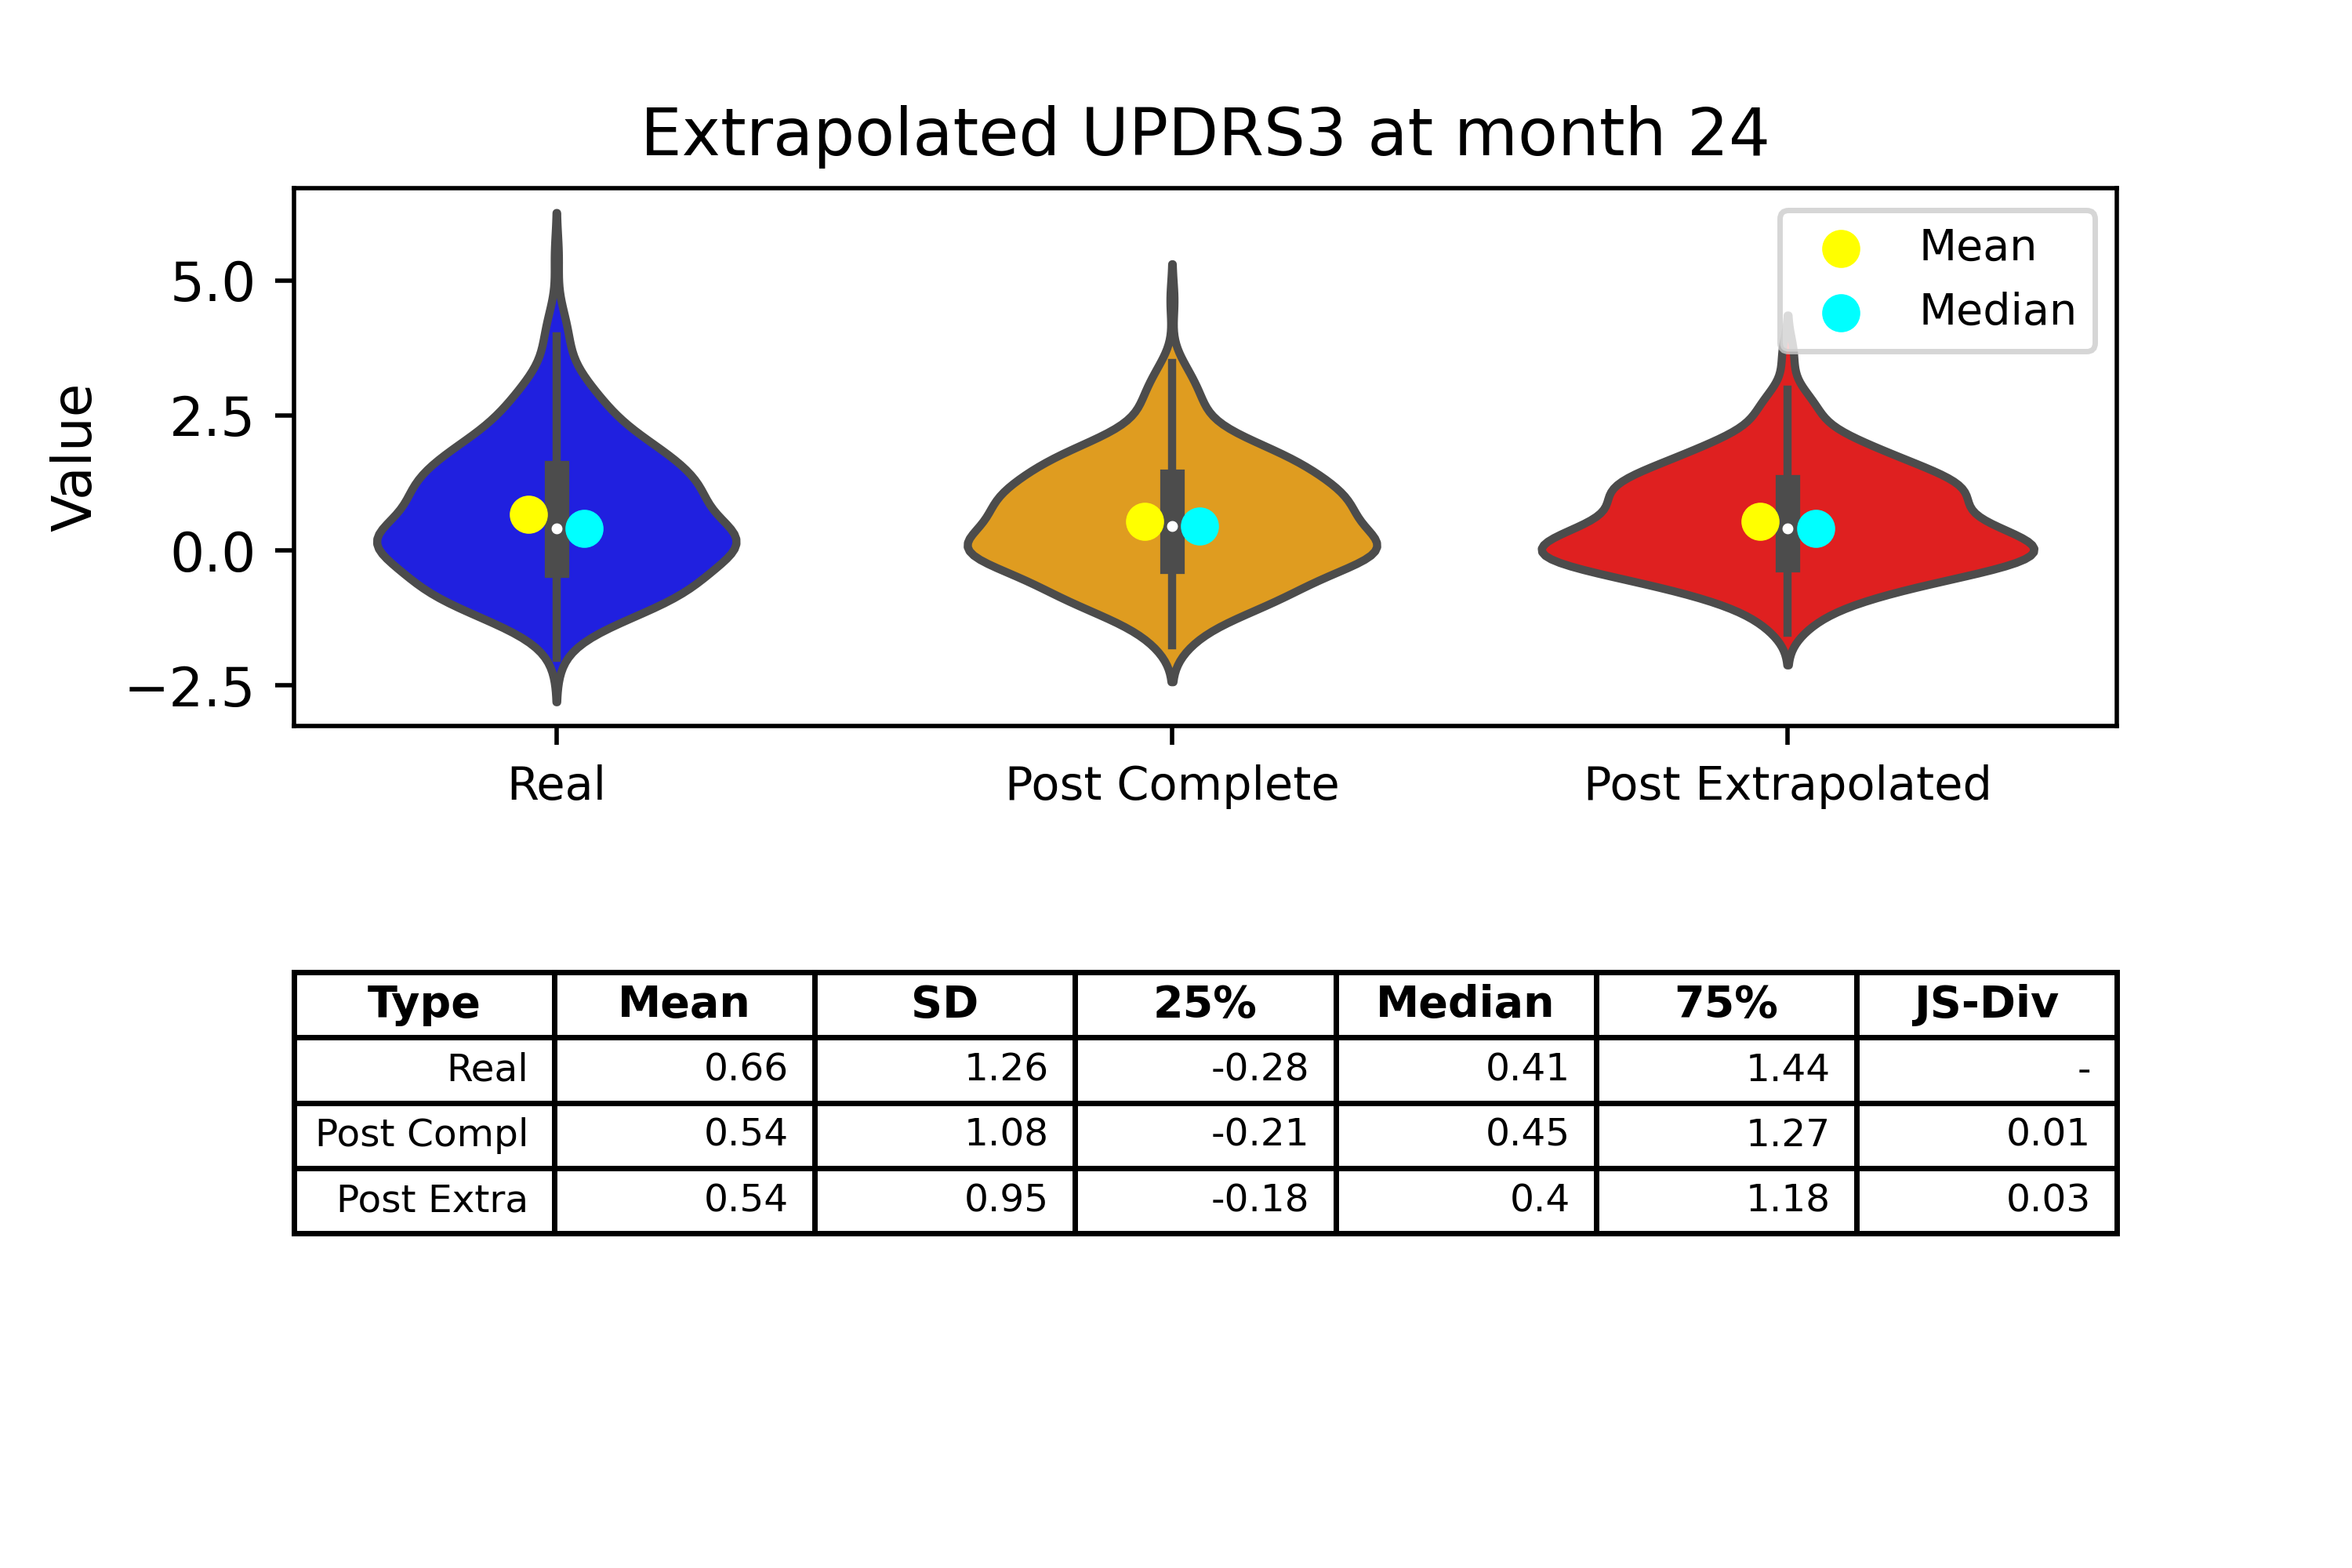 Extrapolated UPDRS3 at month 24
Mean
Median
Value
5.0
2.5
0.0
−2.5
Real Post Complete Post Extrapolated
Type Mean SD 25% Median 75% JS-Div
Real 0.66 1.26 -0.28 0.41 1.44 -
Post Compl 0.54 1.08 -0.21 0.45 1.27 0.01
Post Extra 0.54 0.95 -0.18 0.4 1.18 0.03